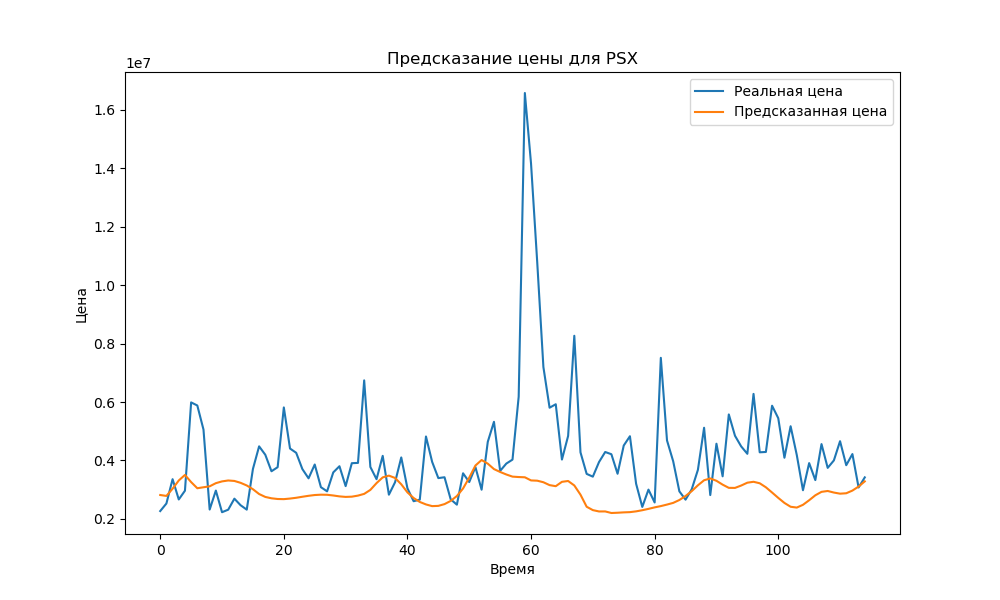 Предсказание цены для PSX
1e7
Реальная цена
Предсказанная цена
1.6
1.4
1.2
1.0
0.8
0.6
0.4
0.2
Цена
0 20 40 60 80 100
Время